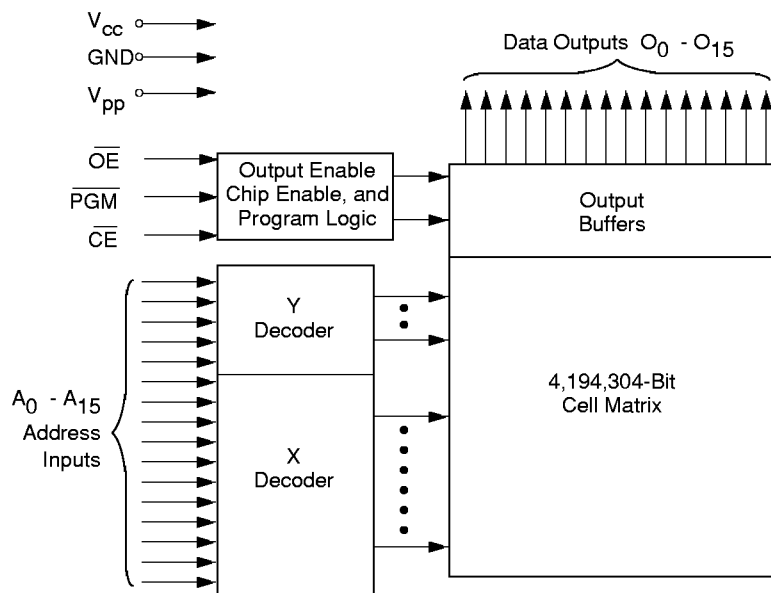 Vcc
GND
Vpp
Data Outputs O0 - O15
OE
PGM
CE
Output Enable
Chip Enable, and
Program Logic
Output
Buffers
Y
Decoder
A0 - A15
Address
Inputs
X
Decoder
4,194,304-Bit
Cell Matrix